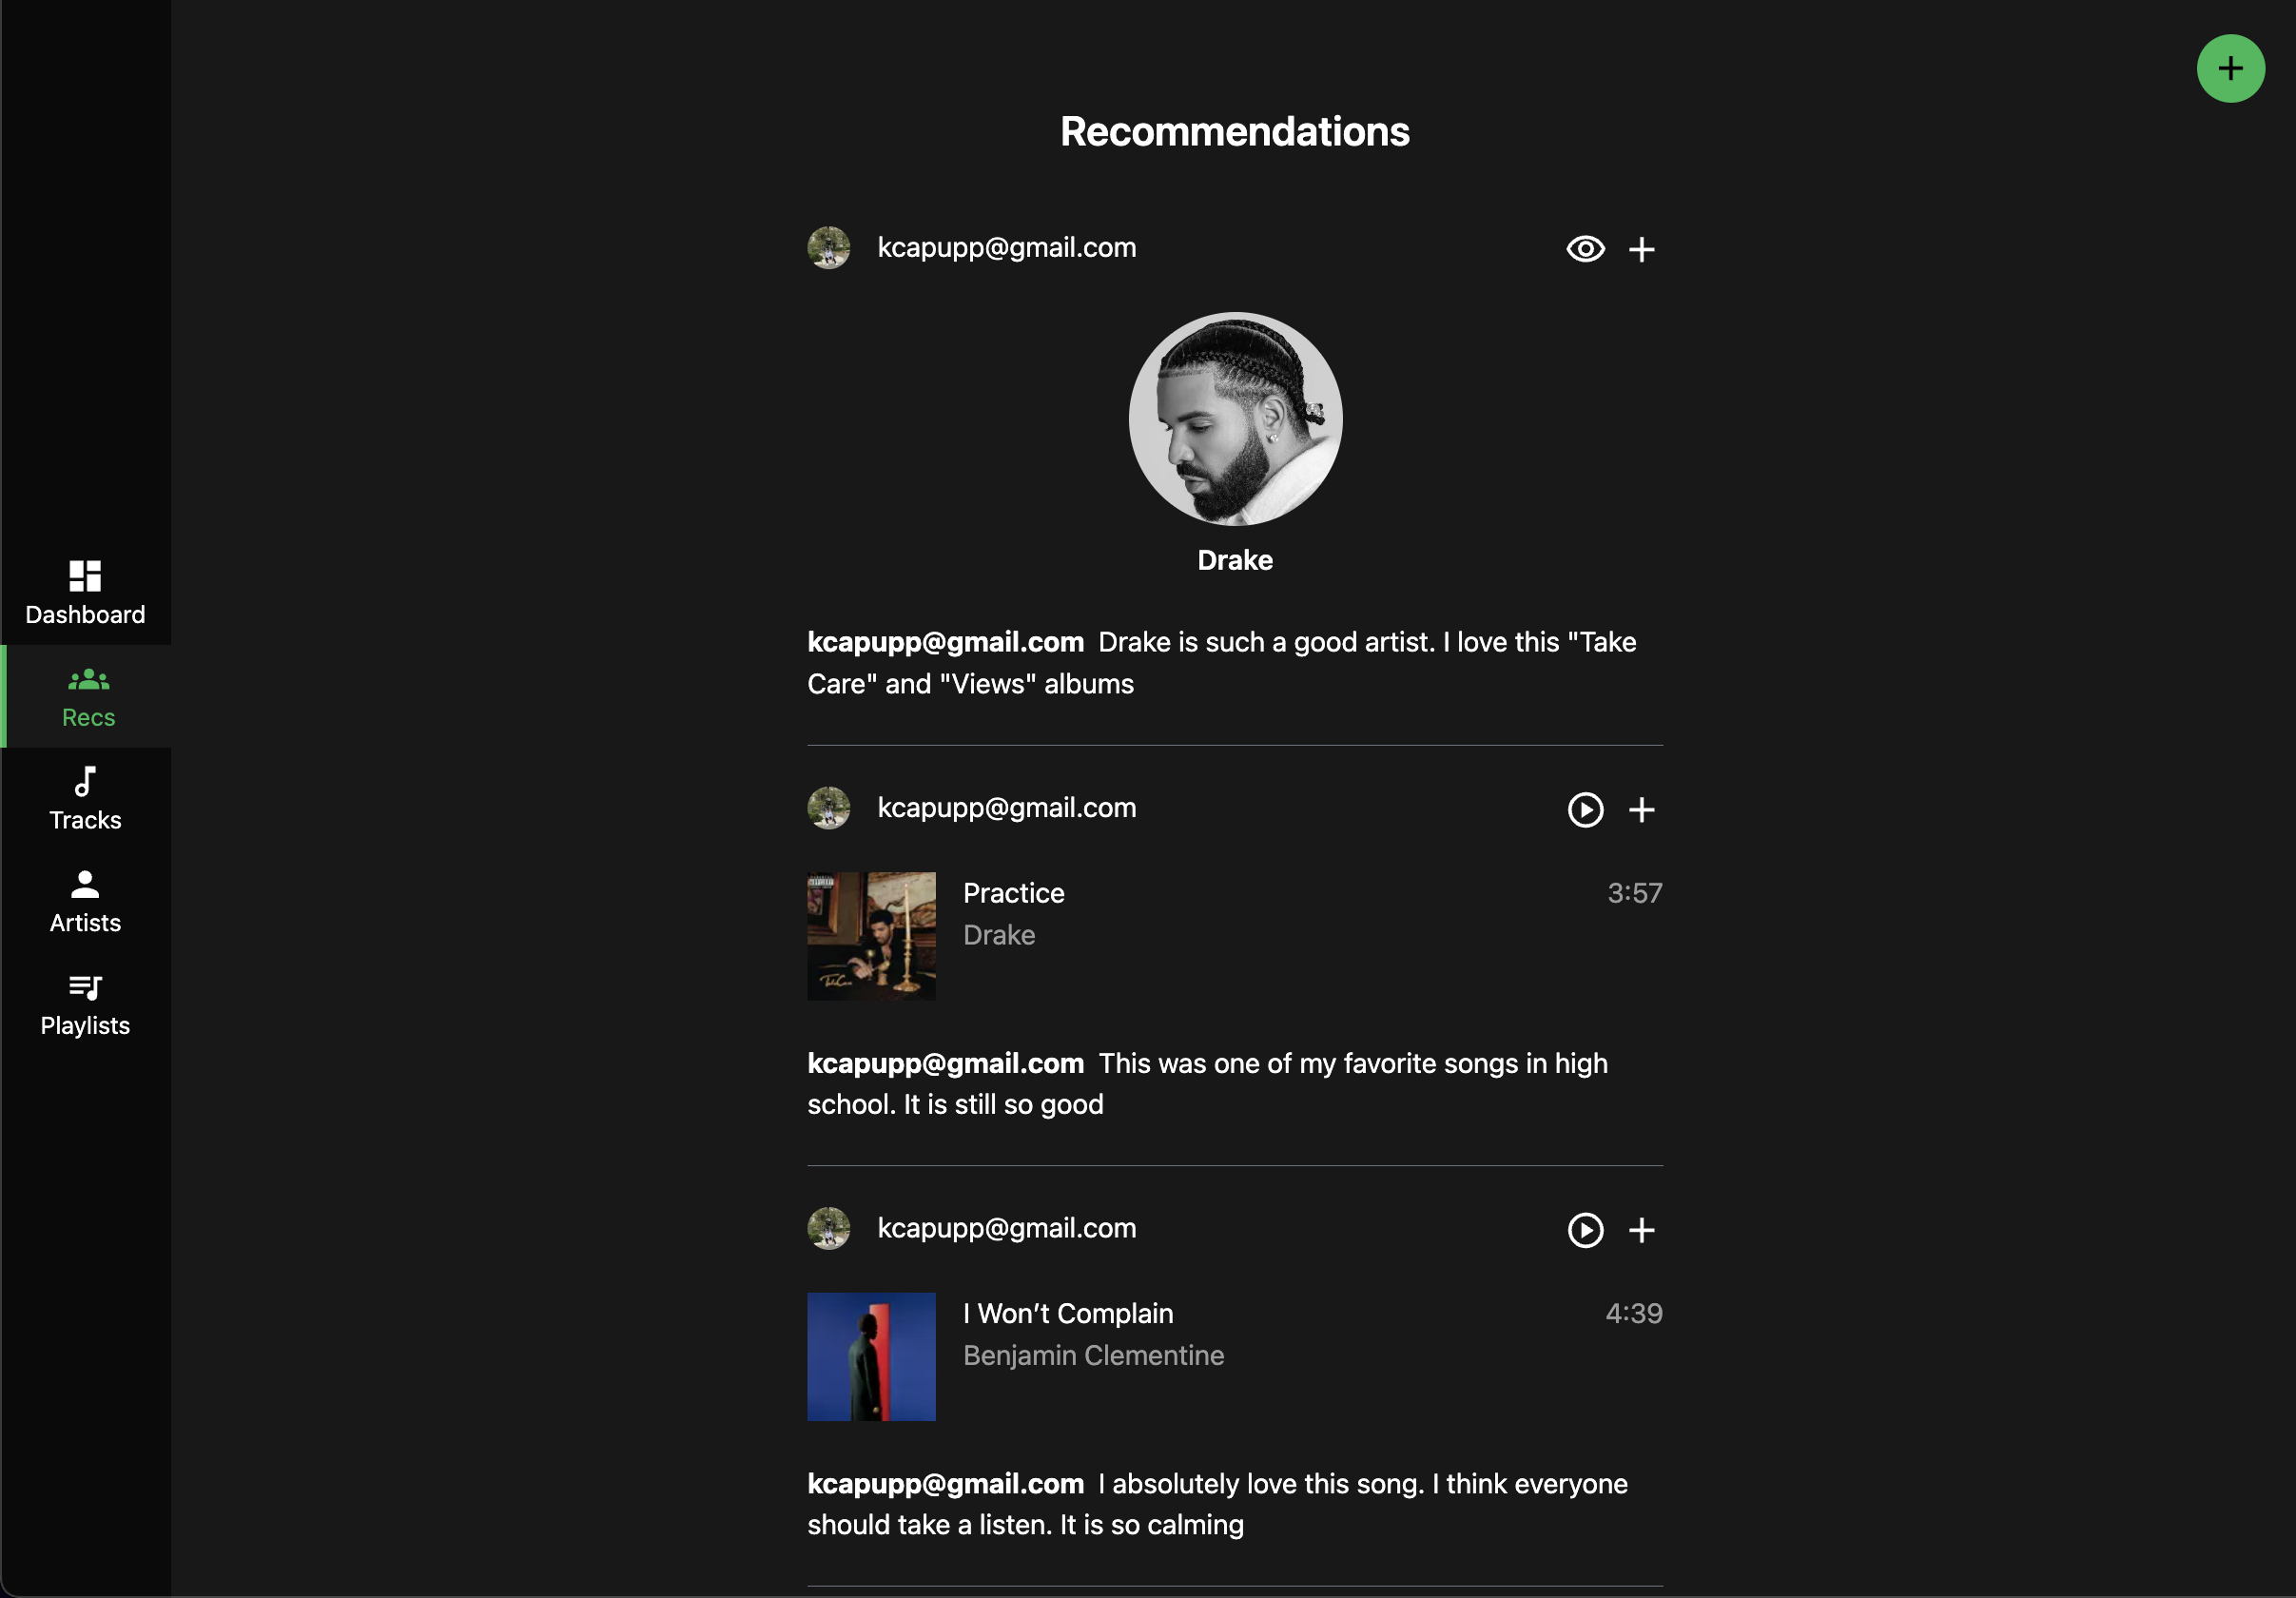 Recommendations
kcapupp@gmail.com
Drake
kcapupp@gmail.com Drake is such a good artist. I love this "Take
Care" and "Views" albums
kcapupp@gmail.com
Practice
3:57
Drake
kcapupp@gmail.com This was one of my favorite songs in high
school. It is still so good
kcapupp@gmail.com
I Won’t Complain
4:39
Benjamin Clementine
kcapupp@gmail.com I absolutely love this song. I think everyone
should take a listen. It is so calming
Dashboard
Recs
Tracks
Artists
Playlists